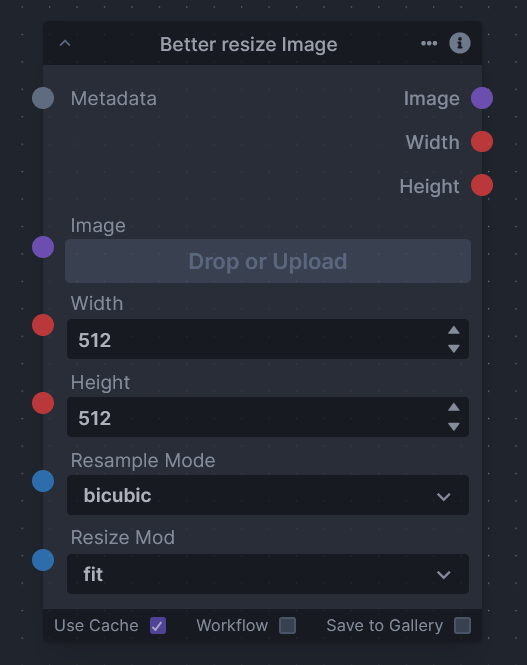 Better resize Image
Metadata
Image
Width
Height
Image
Drop or Upload
Width
512
Height
512
Resample Mode
bicubic
Resize Mod
fit
Use Cache Workflow Save to Gallery